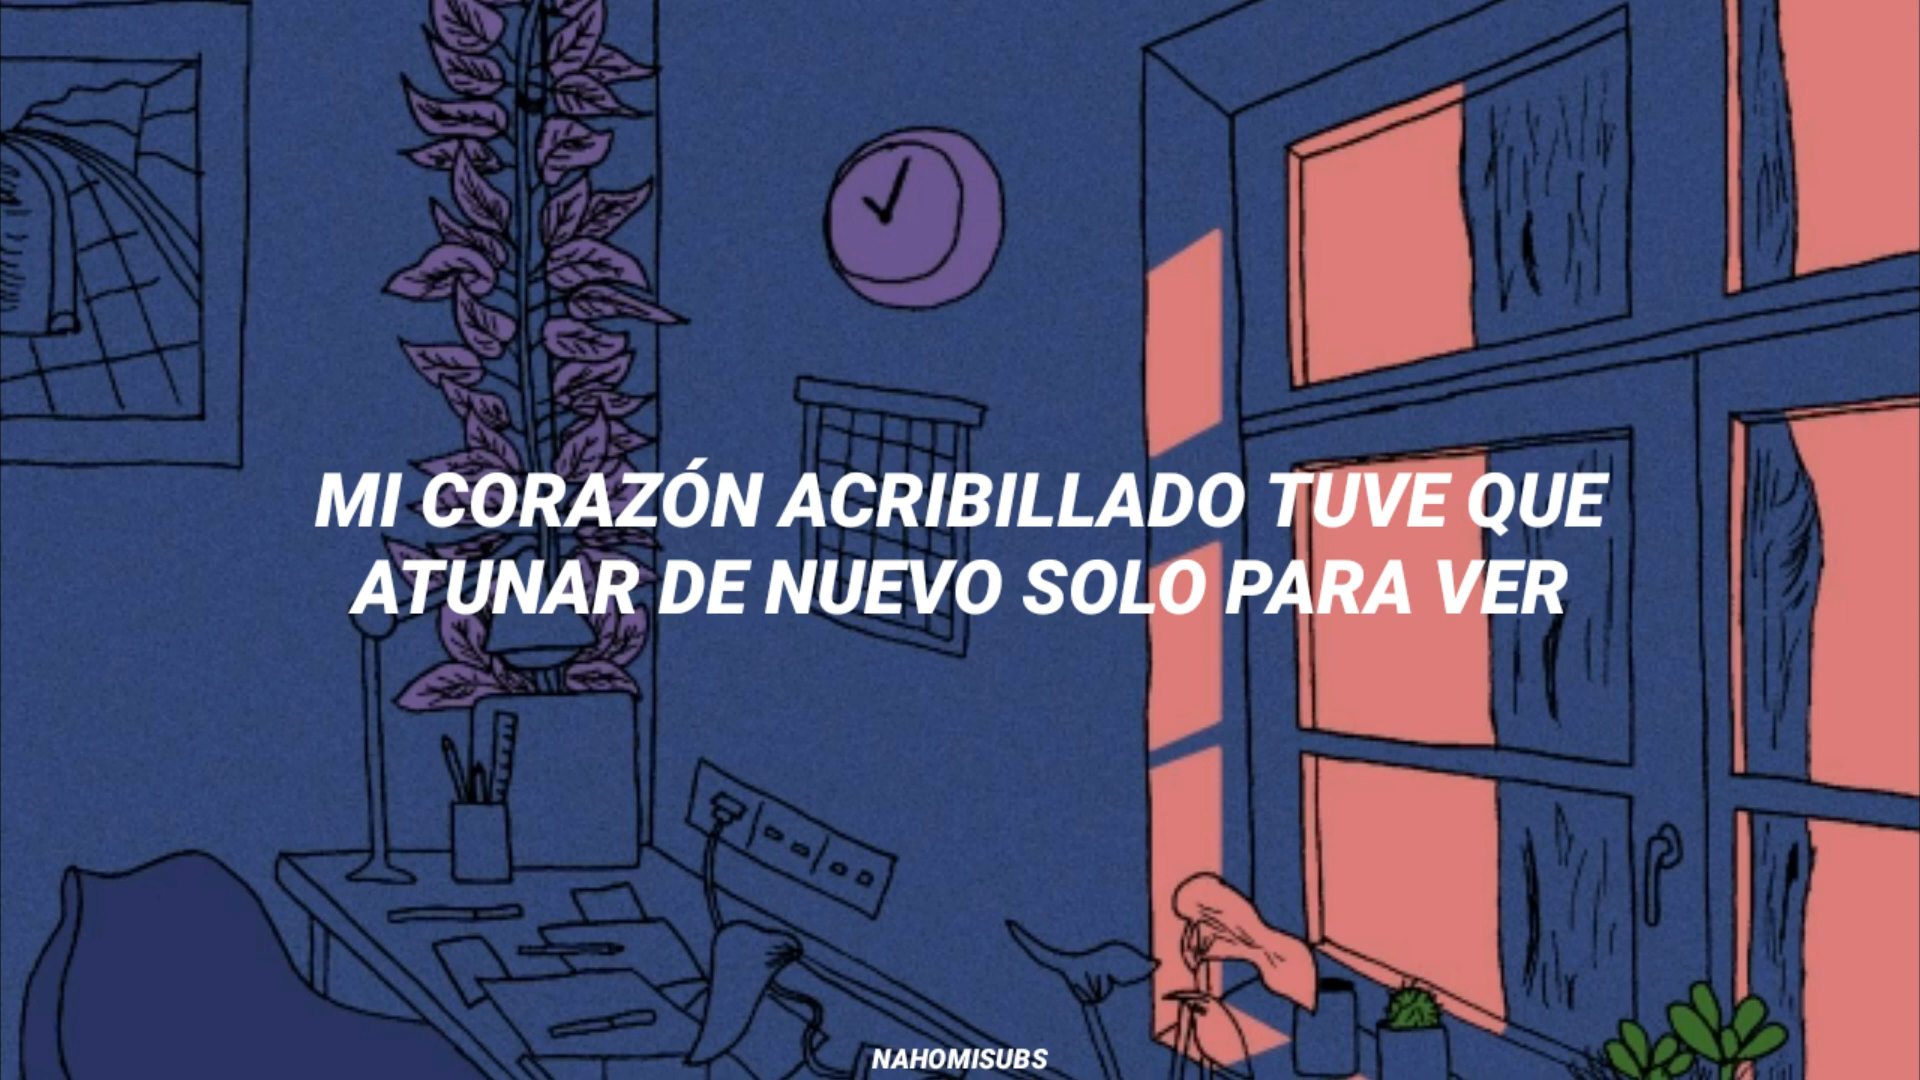 MI CORAZÓN ACRIBILLADO TUVE QUE
ATUNAR DE NUEVO SOLO PARA VER
NAHOMISUBS